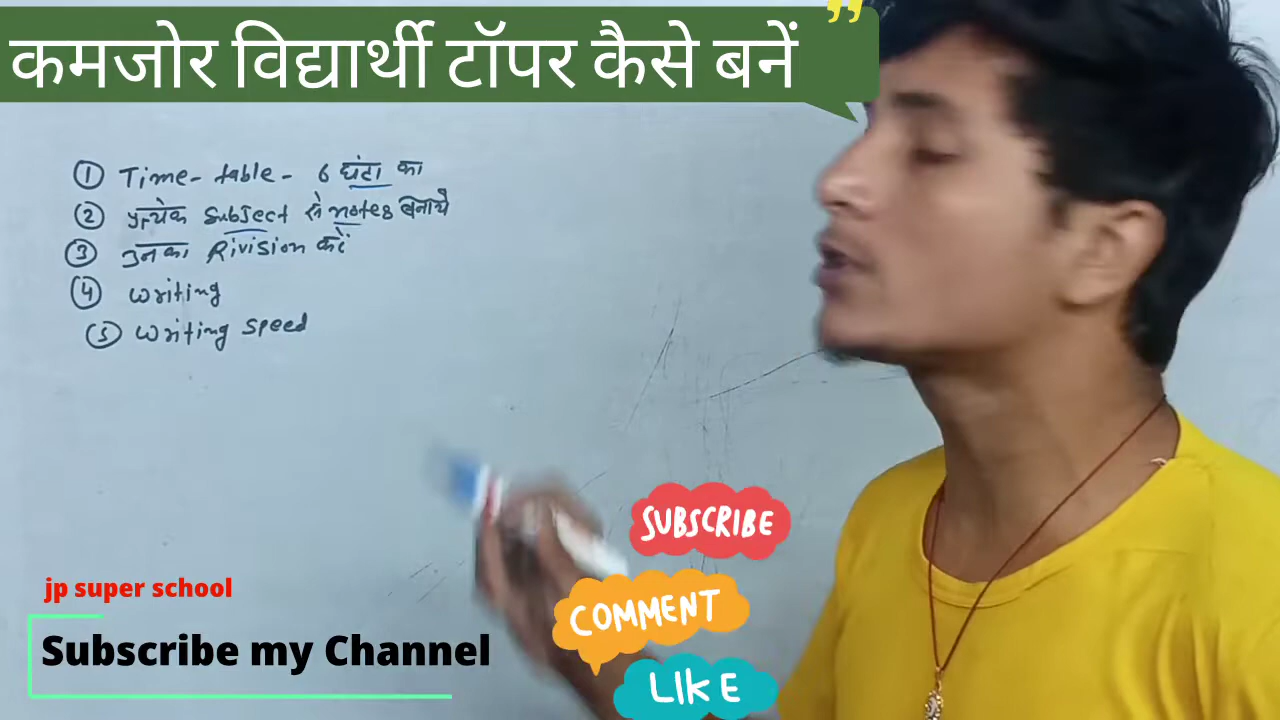 कमजोर विद्यार्थी टॉपर कैसे बनें”
① Time-table- 6 घंटा का
② प्रत्येक Subject से notes बनाये
③ उनका Rivision करें
④ writing
⑤ writing speed
jp super school
Subscribe my Channel
SUBSCRIBE
COMMENT
LIKE